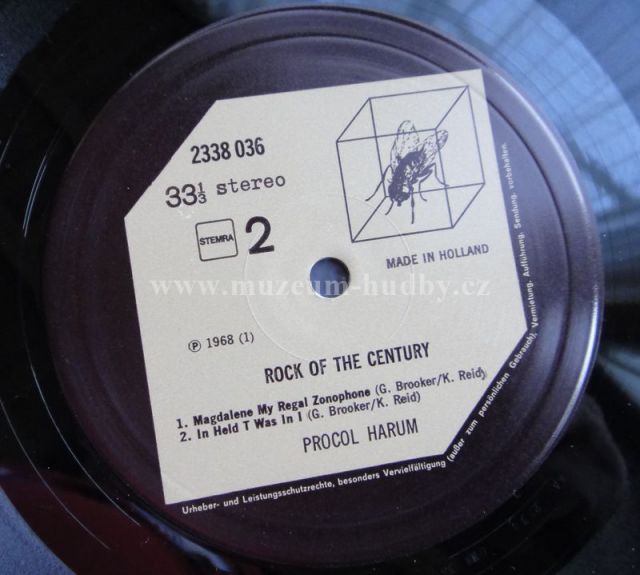 2338 036
33⅓ stereo
STEMRA 2
MADE IN HOLLAND
www.muzeum-hudby.cz
Ⓟ 1968 (1)
ROCK OF THE CENTURY
1. Magdalene My Regal Zonophone (G. Brooker/K. Reid)
2. In Held T Was In I (G. Brooker/K. Reid)
PROCOL HARUM
Urheber- und Leistungsschutzrechte, besonders Vervielfältigung (außer zum persönlichen Gebrauch), Vermietung, Aufführung, Sendung, vorbehalten.